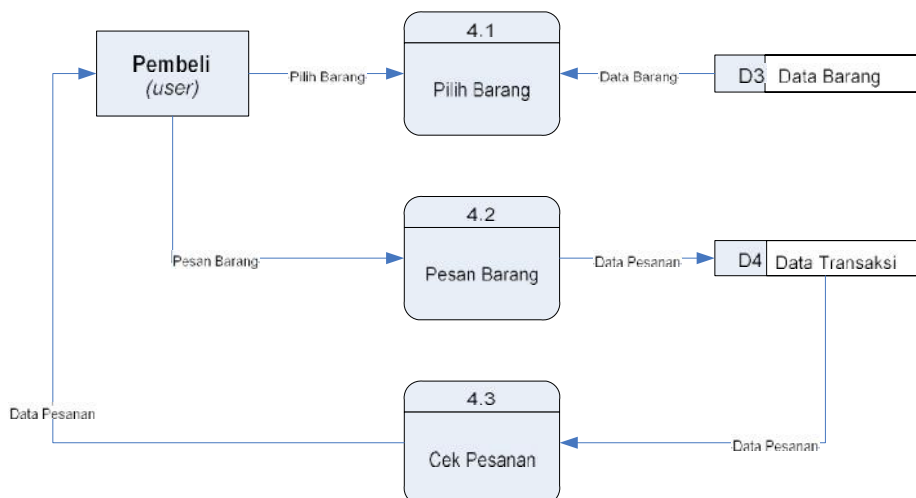 4.1
Pembeli
(user)
Pilih Barang
Pilih Barang
Data Barang
D3 Data Barang
4.2
Pesan Barang
Pesan Barang
Data Pesanan
D4 Data Transaksi
4.3
Data Pesanan
Cek Pesanan
Data Pesanan